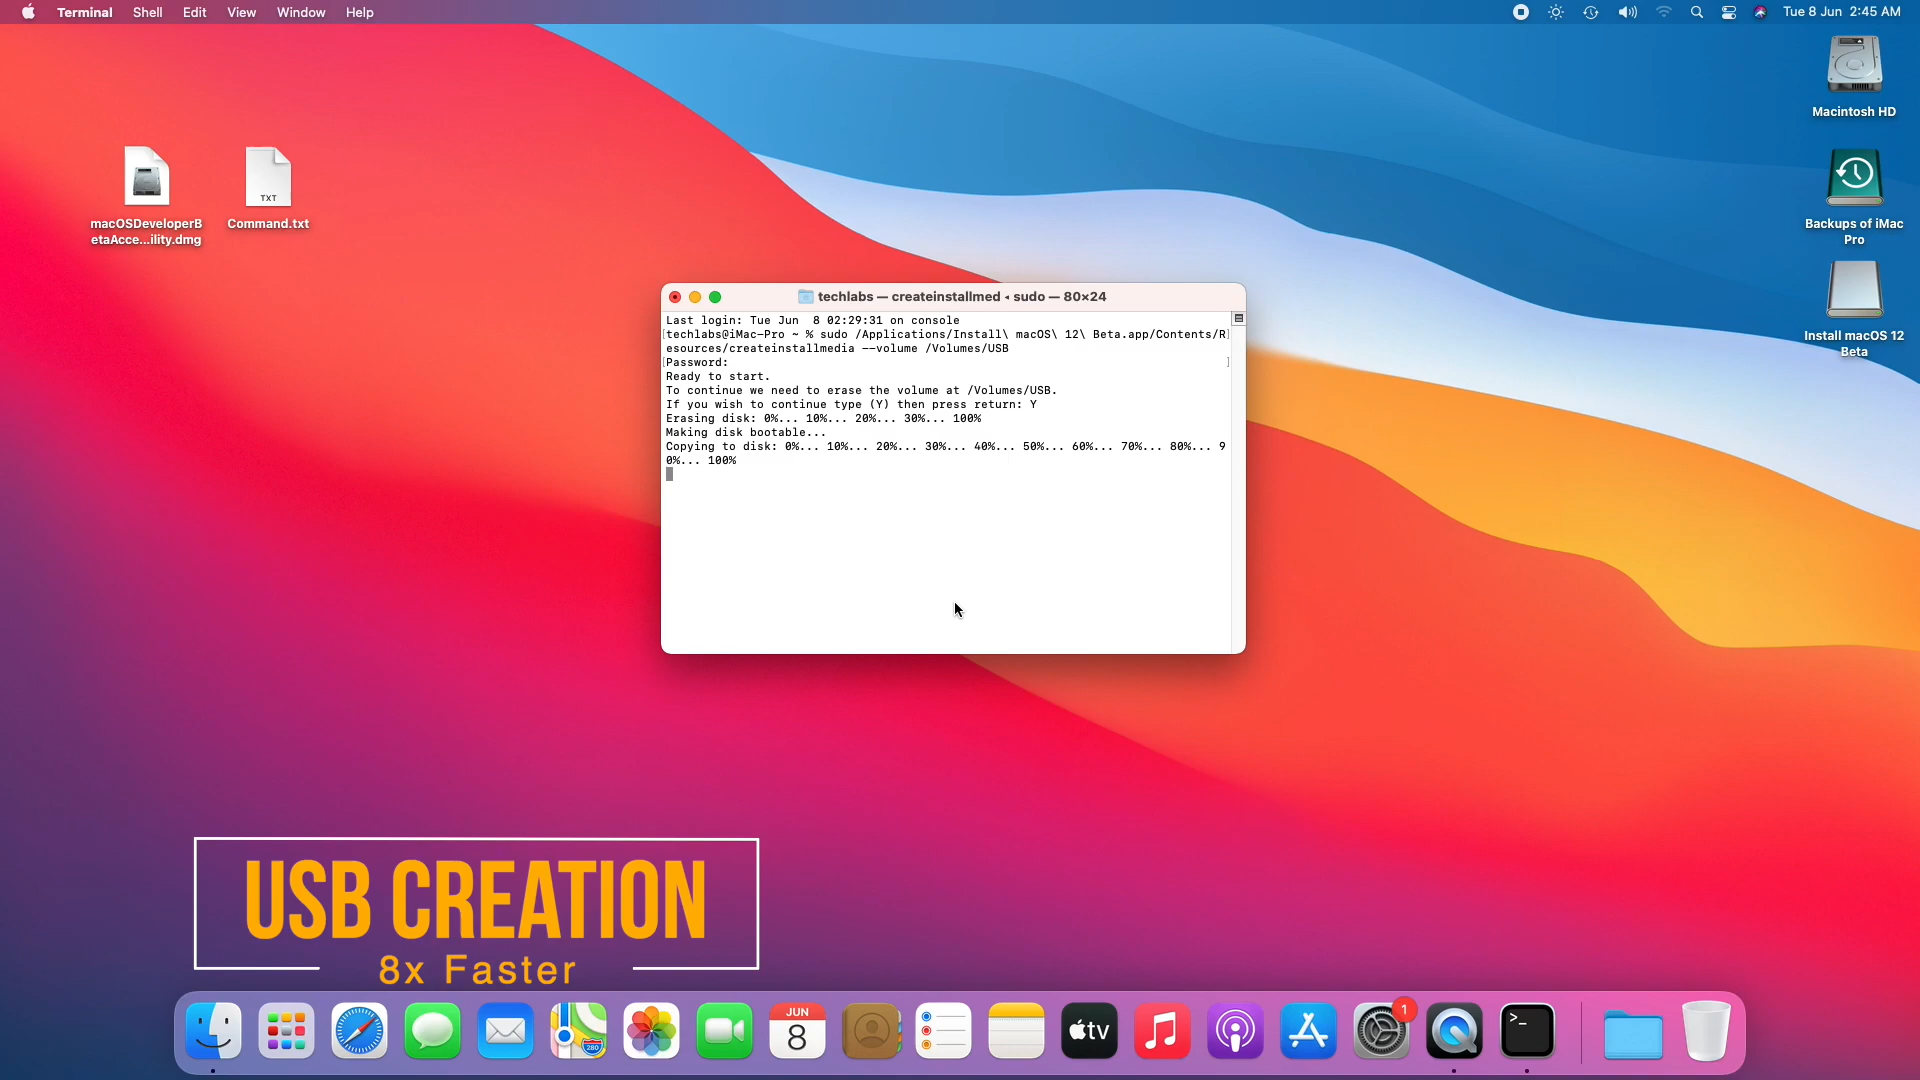 Terminal Shell Edit View Window Help
Tue 8 Jun 2:45 AM
Macintosh HD
Backups of iMac
Pro
Install macOS 12
Beta
macOSDeveloperB
etaAcce...ility.dmg
TXT
Command.txt
techlabs — createinstallmed ◂ sudo — 80×24
Last login: Tue Jun  8 02:29:31 on console
[techlabs@iMac-Pro ~ % sudo /Applications/Install\ macOS\ 12\ Beta.app/Contents/R]
esources/createinstallmedia --volume /Volumes/USB
[Password: ]
Ready to start.
To continue we need to erase the volume at /Volumes/USB.
If you wish to continue type (Y) then press return: Y
Erasing disk: 0%... 10%... 20%... 30%... 100%
Making disk bootable...
Copying to disk: 0%... 10%... 20%... 30%... 40%... 50%... 60%... 70%... 80%... 9
0%... 100%
USB CREATION
8x Faster
280
JUN
8
tv
1
>_